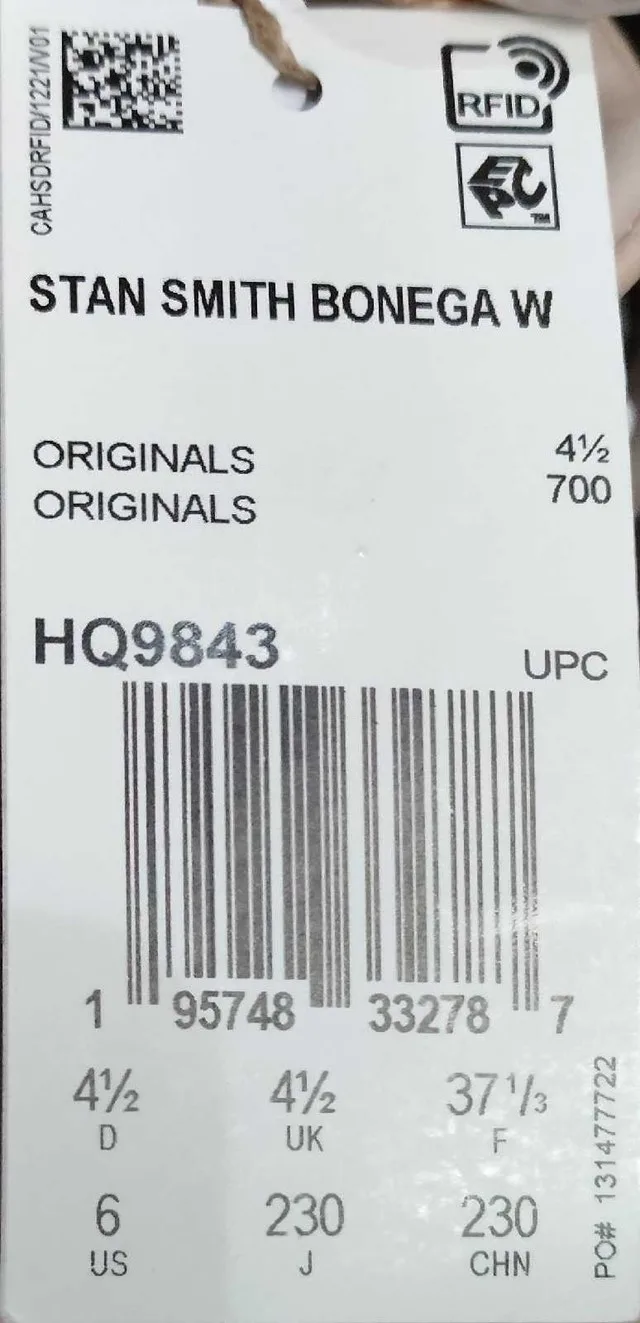 CAHSDRFID/1221/V01
RFID
EPC
TM
STAN SMITH BONEGA W
ORIGINALS 4½
ORIGINALS 700
HQ9843
UPC
1 95748 33278 7
4½ 4½ 37 1/3
D UK F
6 230 230
US J CHN
PO# 131477722